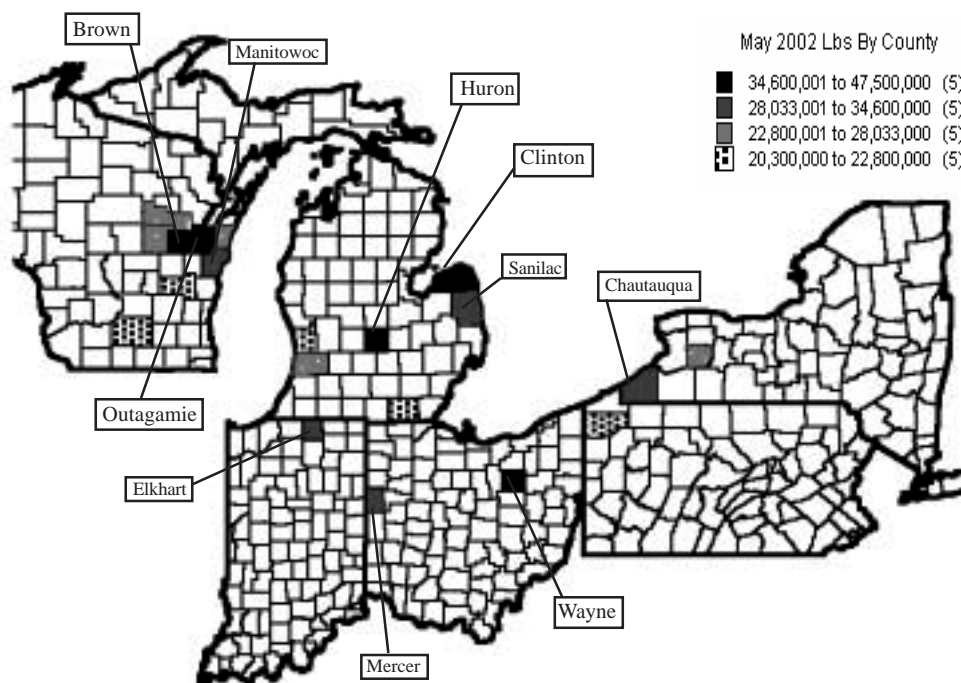 Brown
Manitowoc
May 2002 Lbs By County
34,600,001 to 47,500,000 (5)
28,033,001 to 34,600,000 (5)
22,800,001 to 28,033,000 (5)
20,300,000 to 22,800,000 (5)
Huron
Clinton
Sanilac
Chautauqua
Outagamie
Elkhart
Wayne
Mercer